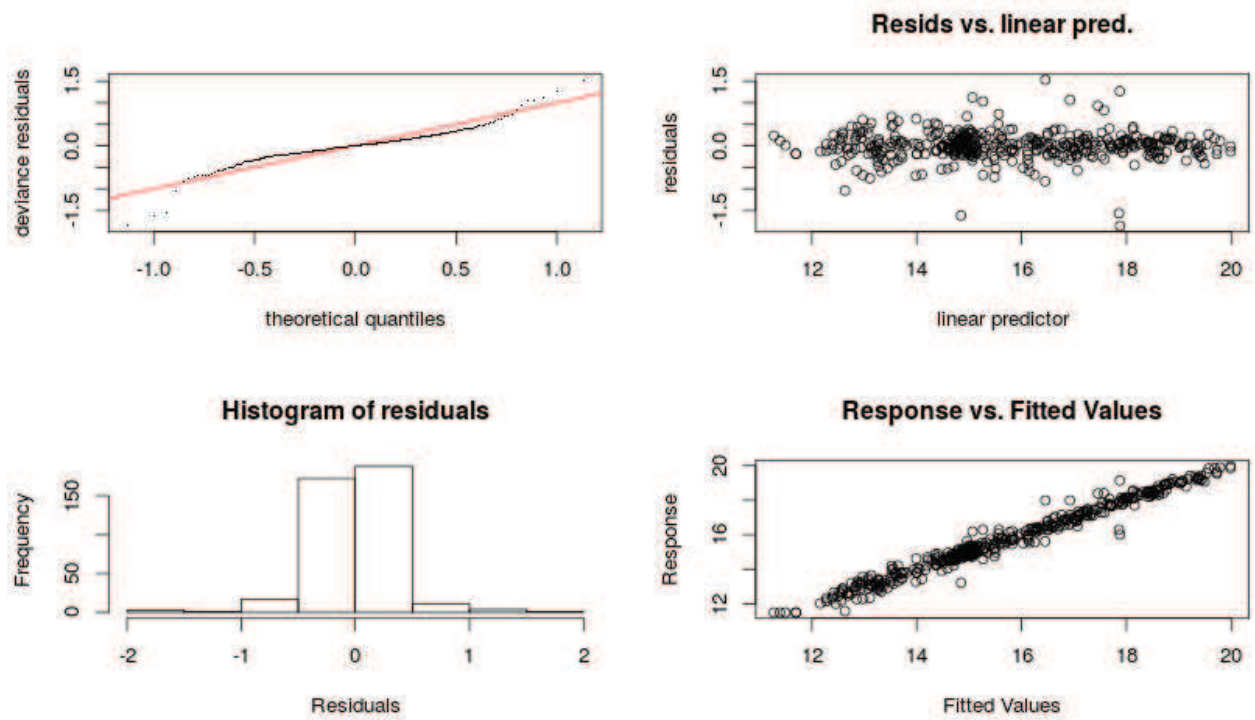 deviance residuals
1.5
0.0
-1.5
-1.0
-0.5
0.0
0.5
1.0
theoretical quantiles
Resids vs. linear pred.
residuals
1.5
0.0
-1.5
12
14
16
18
20
linear predictor
Histogram of residuals
Frequency
150
50
0
-2
-1
0
1
2
Residuals
Response vs. Fitted Values
Response
20
16
12
12
14
16
18
20
Fitted Values